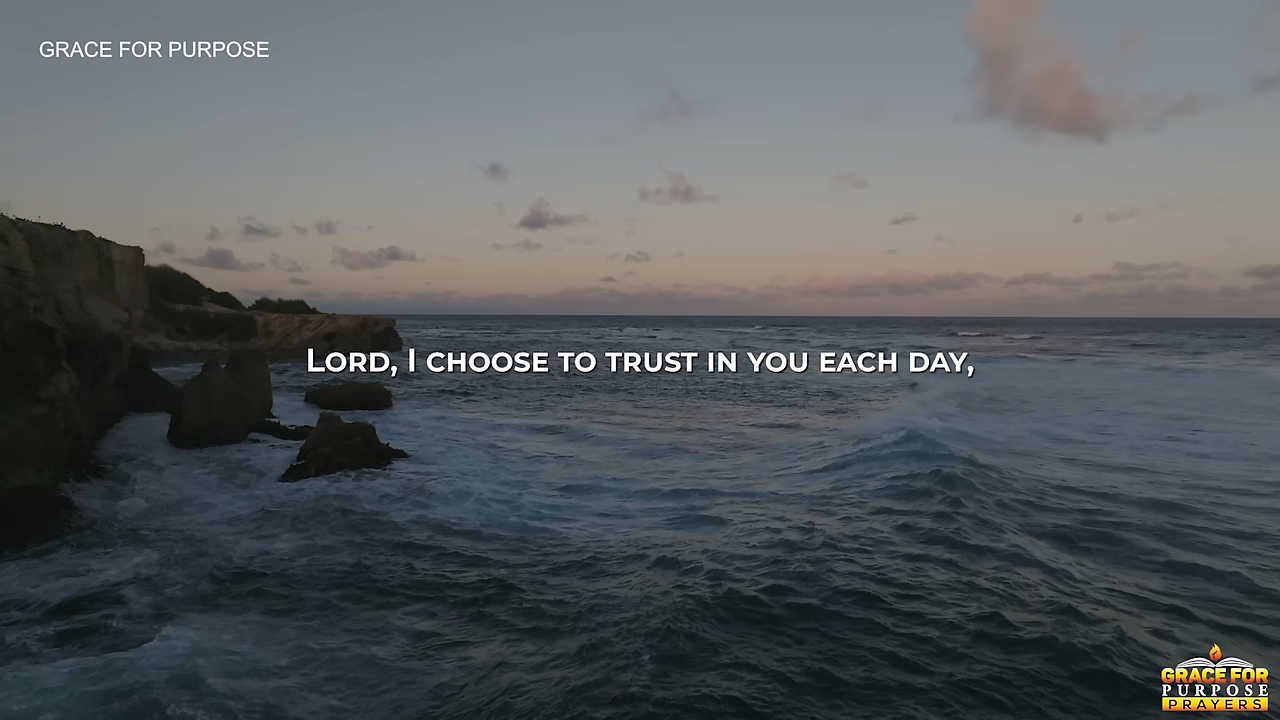 GRACE FOR PURPOSE
LORD, I CHOOSE TO TRUST IN YOU EACH DAY,
GRACE FOR
PURPOSE
PRAYERS